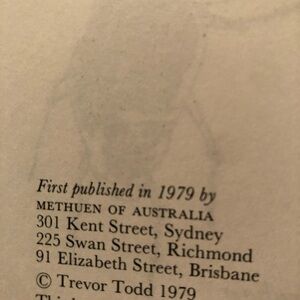 First published in 1979 by
METHUEN OF AUSTRALIA
301 Kent Street, Sydney
225 Swan Street, Richmond
91 Elizabeth Street, Brisbane
© Trevor Todd 1979